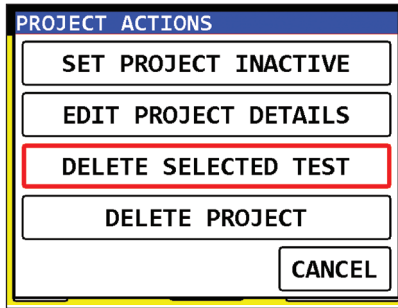 PROJECT ACTIONS
SET PROJECT INACTIVE
EDIT PROJECT DETAILS
DELETE SELECTED TEST
DELETE PROJECT
CANCEL